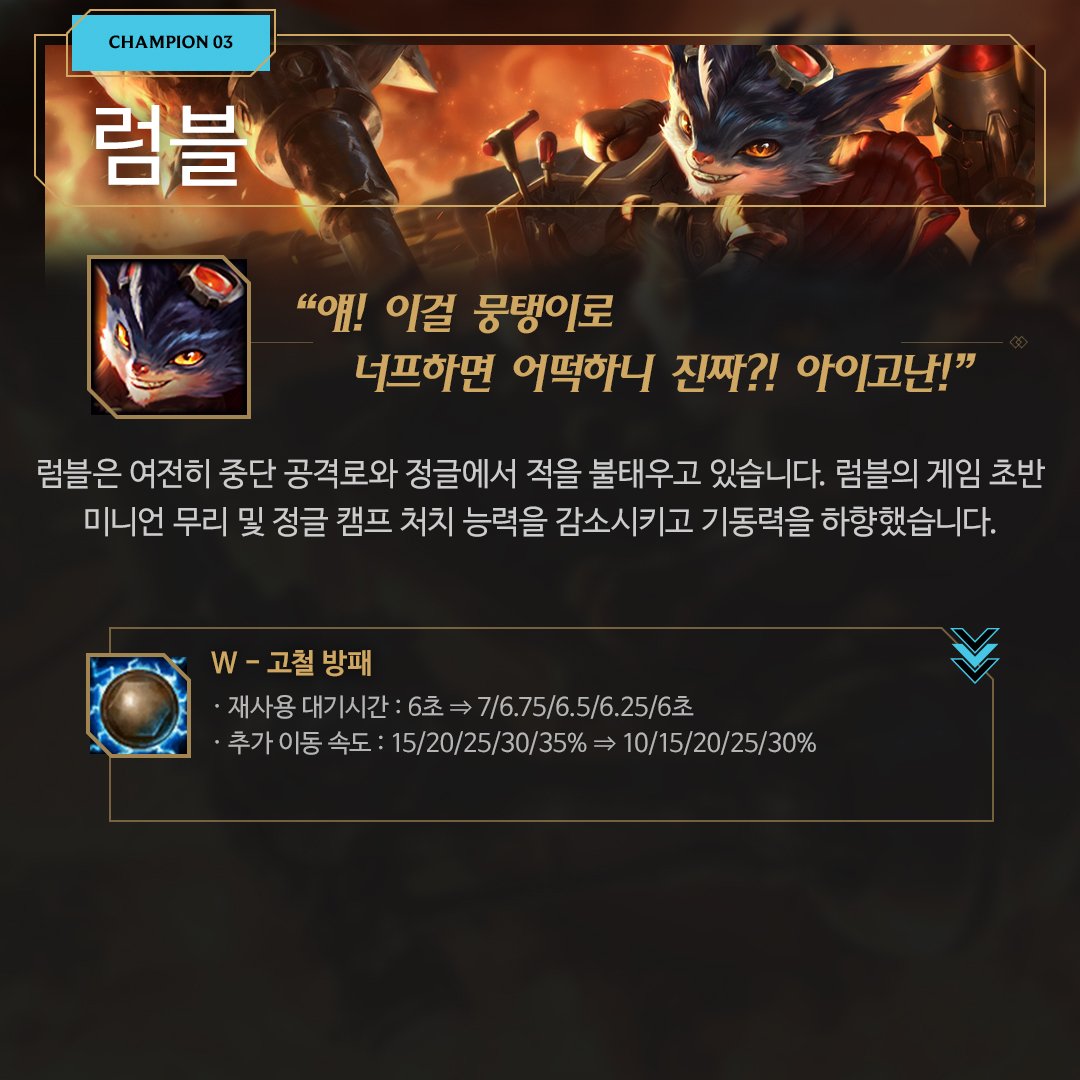 CHAMPION 03
럼블
“얘! 이걸 뭉탱이로
너프하면 어떡하니 진짜?! 아이고난!”
럼블은 여전히 중단 공격로와 정글에서 적을 불태우고 있습니다. 럼블의 게임 초반
미니언 무리 및 정글 캠프 처치 능력을 감소시키고 기동력을 하향했습니다.
W - 고철 방패
· 재사용 대기시간 : 6초 ⇒ 7/6.75/6.5/6.25/6초
· 추가 이동 속도 : 15/20/25/30/35% ⇒ 10/15/20/25/30%